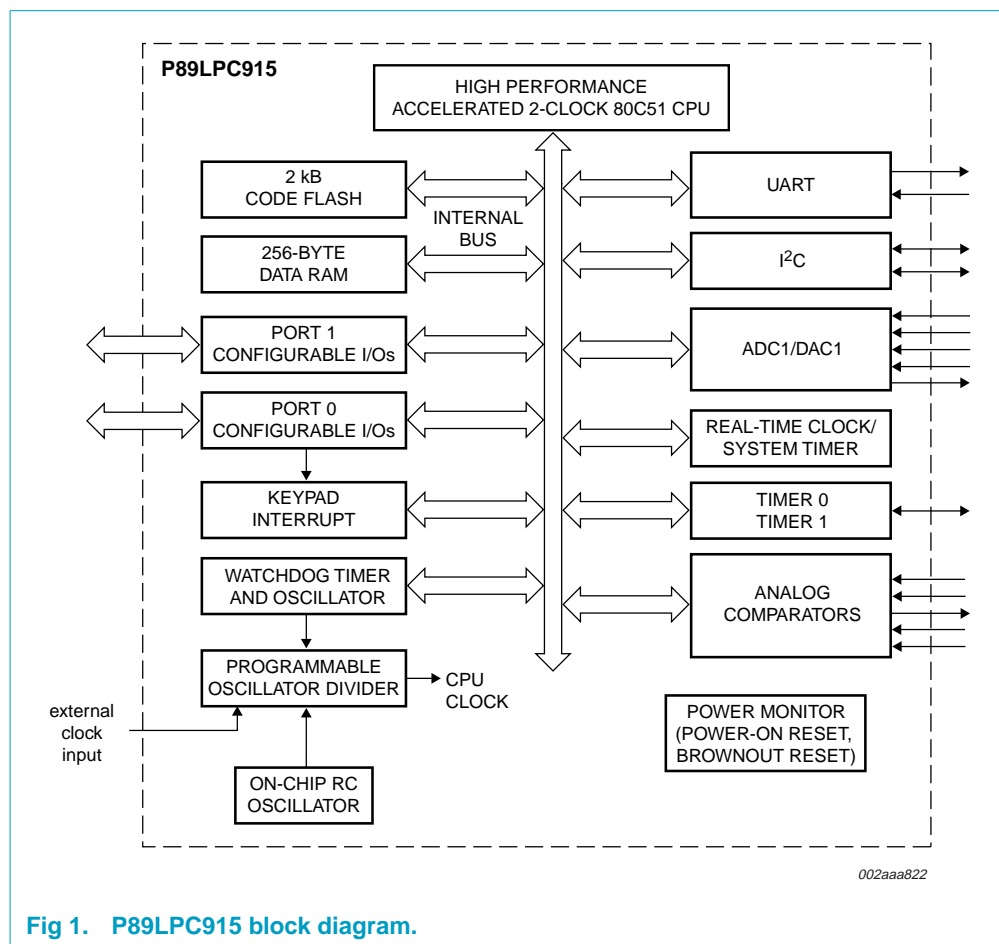 P89LPC915
HIGH PERFORMANCE
ACCELERATED 2-CLOCK 80C51 CPU
2 kB
CODE FLASH
INTERNAL
BUS
256-BYTE
DATA RAM
PORT 1
CONFIGURABLE I/Os
PORT 0
CONFIGURABLE I/Os
KEYPAD
INTERRUPT
WATCHDOG TIMER
AND OSCILLATOR
PROGRAMMABLE
OSCILLATOR DIVIDER
CPU
CLOCK
external
clock
input
ON-CHIP RC
OSCILLATOR
UART
I²C
ADC1/DAC1
REAL-TIME CLOCK/
SYSTEM TIMER
TIMER 0
TIMER 1
ANALOG
COMPARATORS
POWER MONITOR
(POWER-ON RESET,
BROWNOUT RESET)
002aaa822
Fig 1. P89LPC915 block diagram.